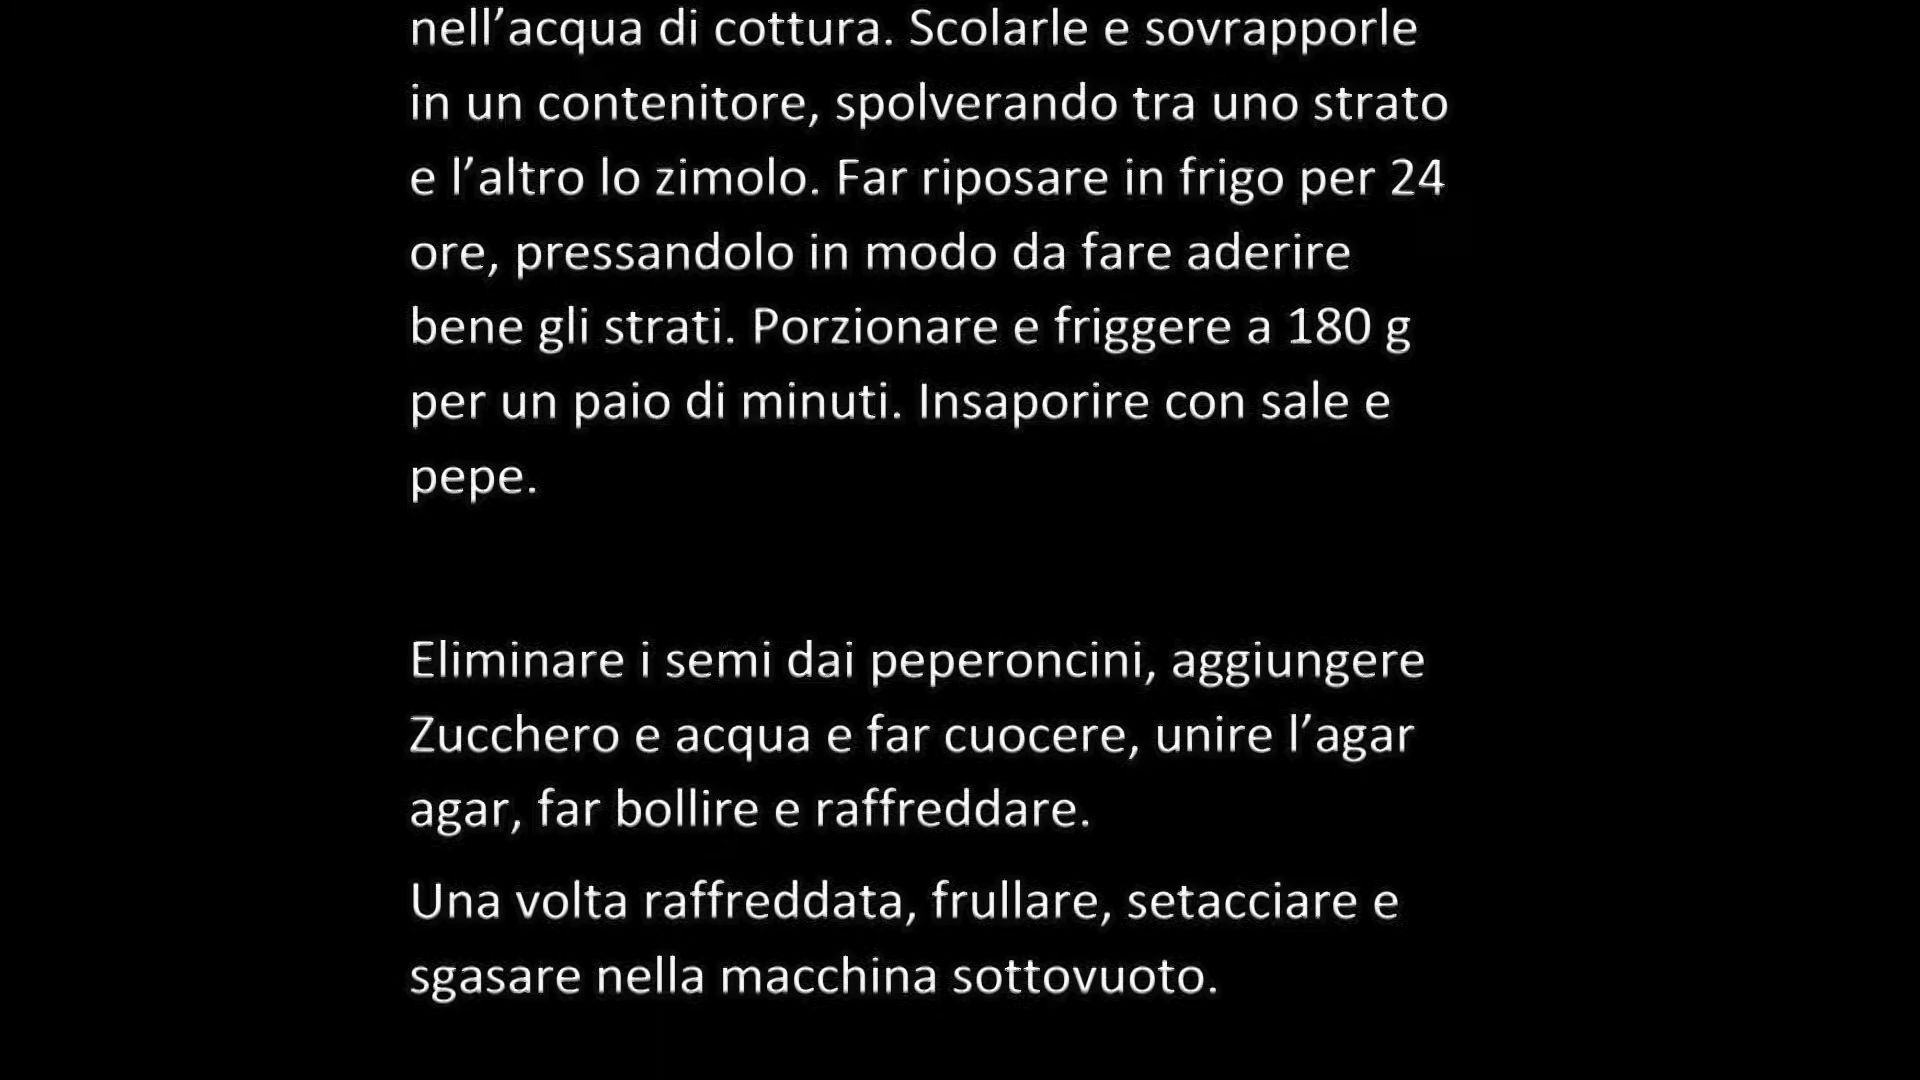 nell’acqua di cottura. Scolarle e sovrapporle
in un contenitore, spolverando tra uno strato
e l’altro lo zimolo. Far riposare in frigo per 24
ore, pressandolo in modo da fare aderire
bene gli strati. Porzionare e friggere a 180 g
per un paio di minuti. Insaporire con sale e
pepe.
Eliminare i semi dai peperoncini, aggiungere
Zucchero e acqua e far cuocere, unire l’agar
agar, far bollire e raffreddare.
Una volta raffreddata, frullare, setacciare e
sgasare nella macchina sottovuoto.